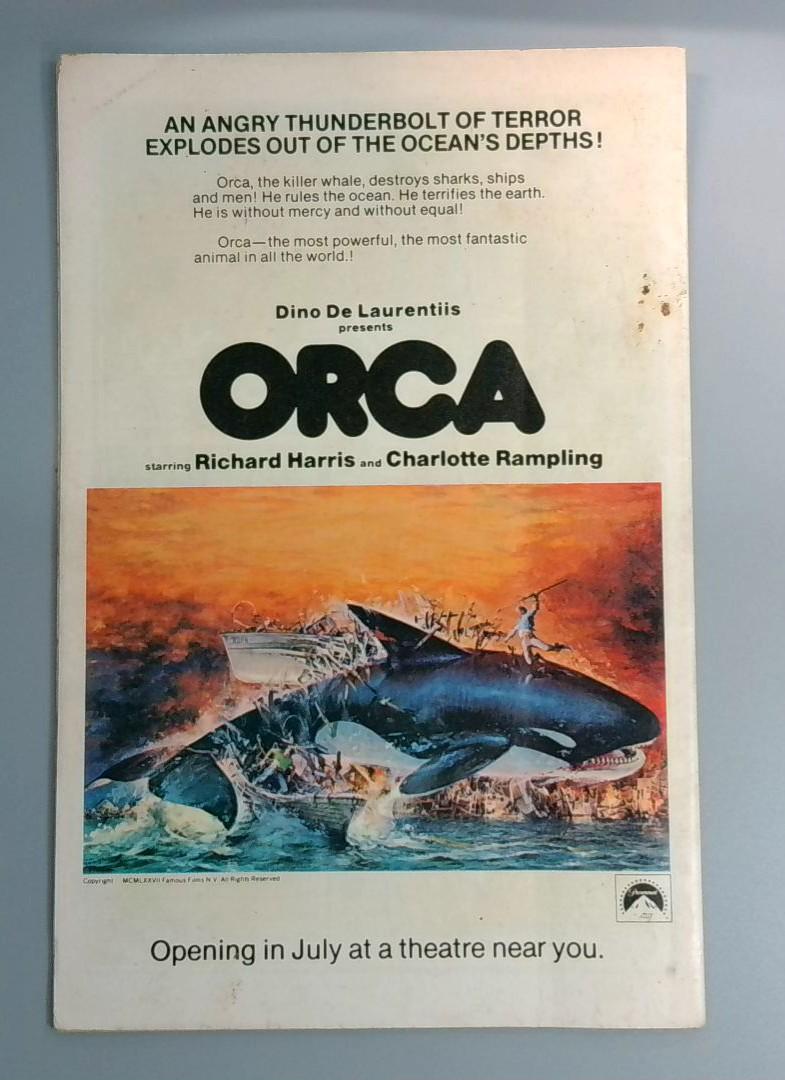 AN ANGRY THUNDERBOLT OF TERROR
EXPLODES OUT OF THE OCEAN'S DEPTHS!
Orca, the killer whale, destroys sharks, ships
and men! He rules the ocean. He terrifies the earth.
He is without mercy and without equal!
Orca—the most powerful, the most fantastic
animal in all the world.!
Dino De Laurentiis
presents
ORCA
starring Richard Harris and Charlotte Rampling
Copyright MCMLXXVII Famous Films N.V. All Rights Reserved
Paramount
Opening in July at a theatre near you.